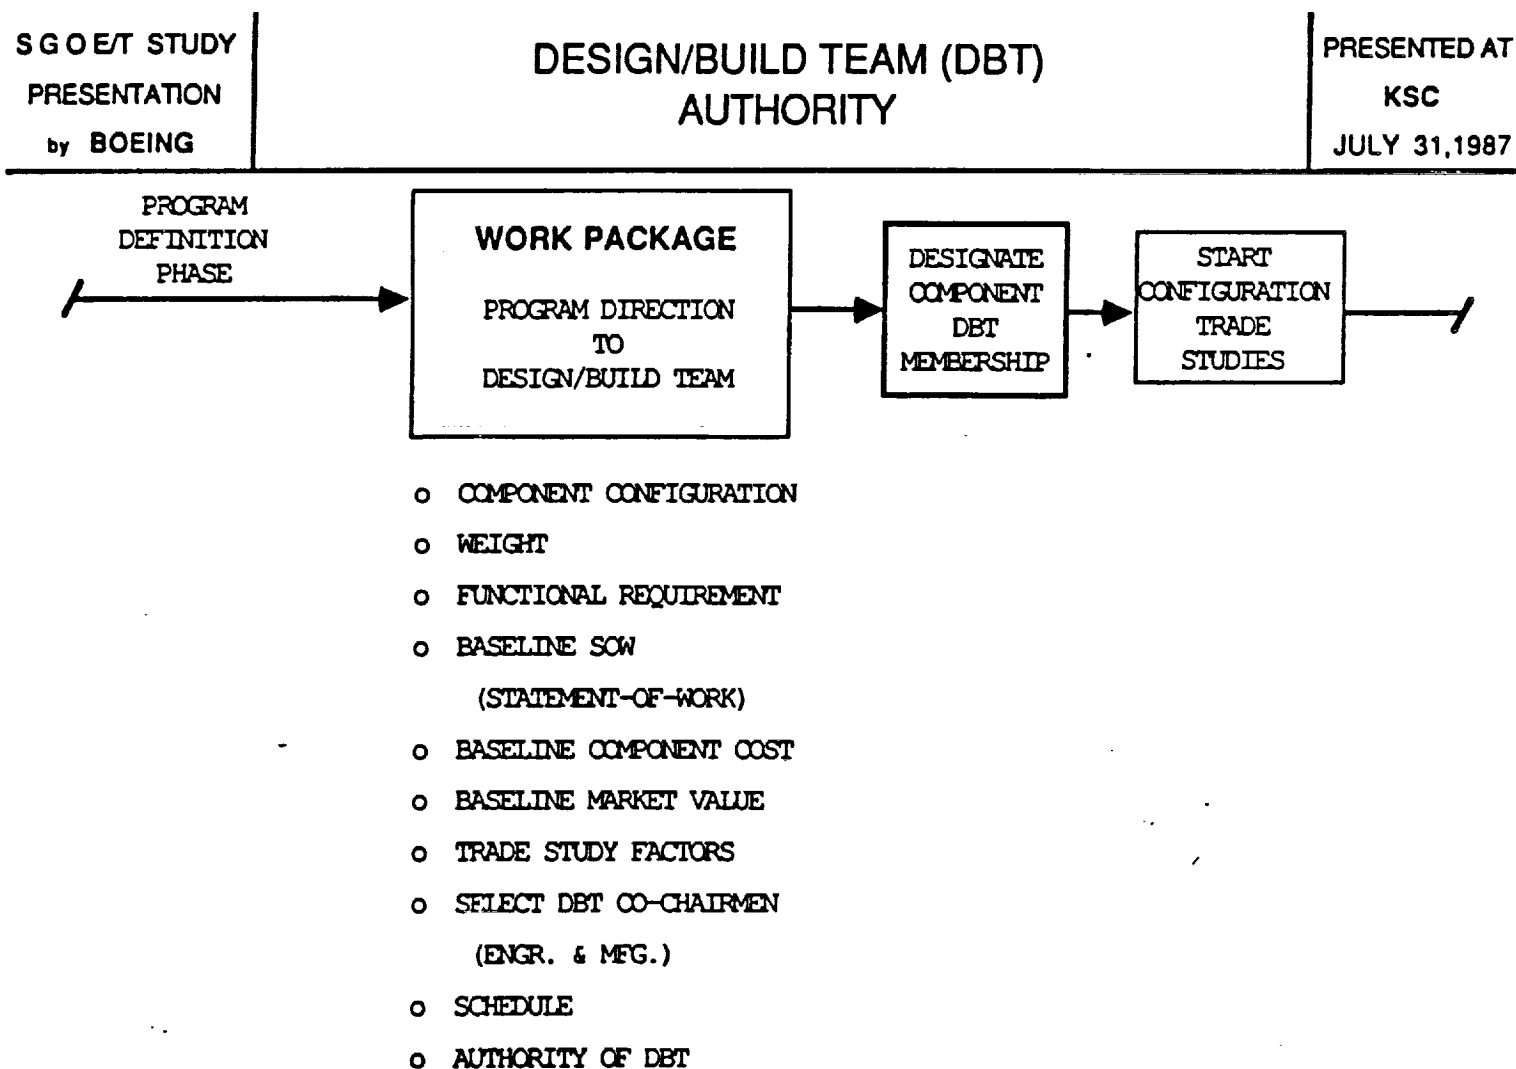 SGOE/T STUDY
PRESENTATION
by BOEING
DESIGN/BUILD TEAM (DBT)
AUTHORITY
PRESENTED AT
KSC
JULY 31,1987
PROGRAM
DEFINITION
PHASE
WORK PACKAGE
PROGRAM DIRECTION
TO
DESIGN/BUILD TEAM
DESIGNATE
COMPONENT
DBT
MEMBERSHIP
START
CONFIGURATION
TRADE
STUDIES
o COMPONENT CONFIGURATION
o WEIGHT
o FUNCTIONAL REQUIREMENT
o BASELINE SOW
(STATEMENT-OF-WORK)
o BASELINE COMPONENT COST
o BASELINE MARKET VALUE
o TRADE STUDY FACTORS
o SELECT DBT CO-CHAIRMEN
(ENGR. & MFG.)
o SCHEDULE
o AUTHORITY OF DBT